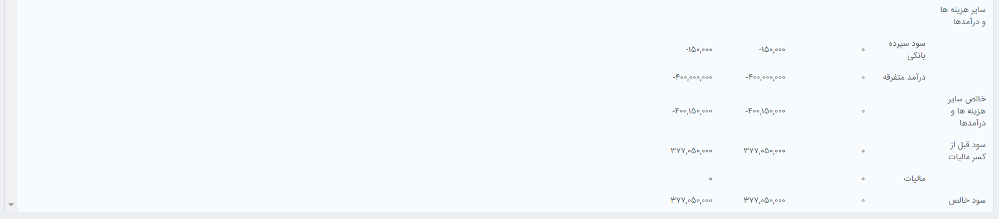 سایر هزینه ها
و درآمدها
سود سپرده
بانکی
۰ -۱۵۰,۰۰۰ -۱۵۰,۰۰۰
درآمد متفرقه ۰ -۴۰۰,۰۰۰,۰۰۰ -۴۰۰,۰۰۰,۰۰۰
خالص سایر
هزینه ها و
درآمدها
۰ -۴۰۰,۱۵۰,۰۰۰ -۴۰۰,۱۵۰,۰۰۰
سود قبل از
کسر مالیات
۰ ۳۷۷,۰۵۰,۰۰۰ ۳۷۷,۰۵۰,۰۰۰
مالیات ۰ ۰
سود خالص ۰ ۳۷۷,۰۵۰,۰۰۰ ۳۷۷,۰۵۰,۰۰۰